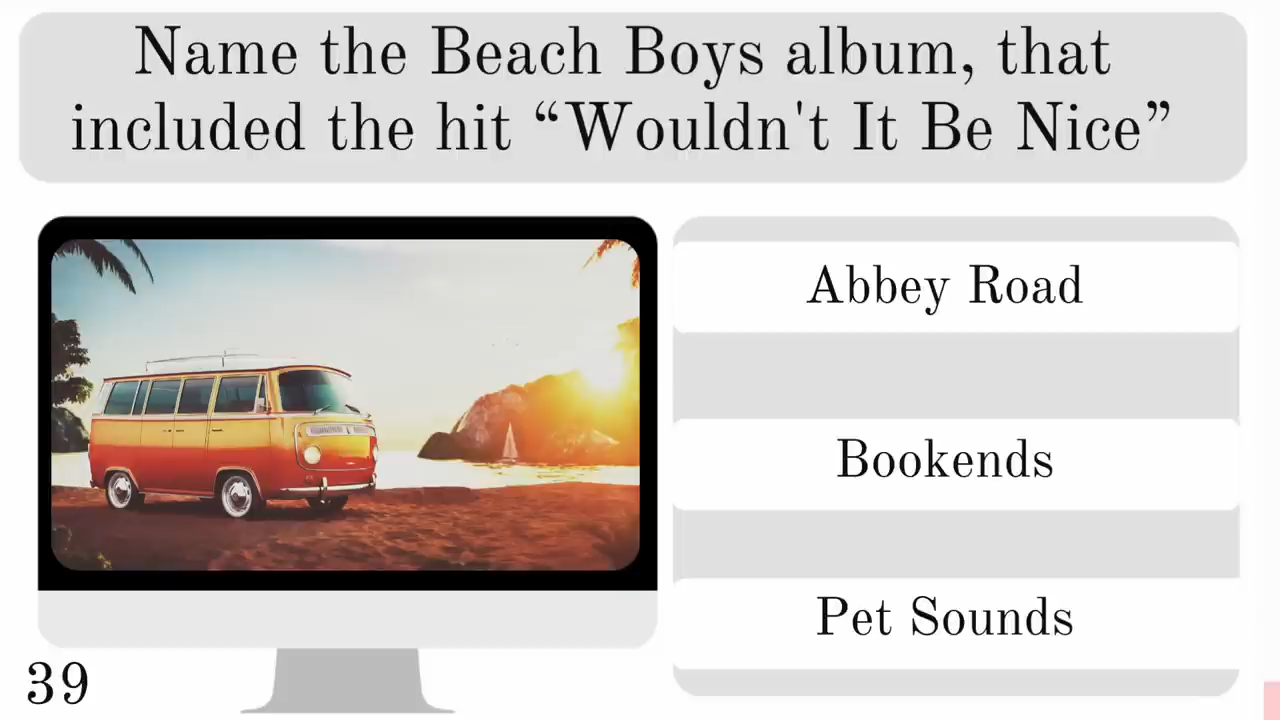 Name the Beach Boys album, that
included the hit “Wouldn't It Be Nice”
Abbey Road
Bookends
Pet Sounds
39